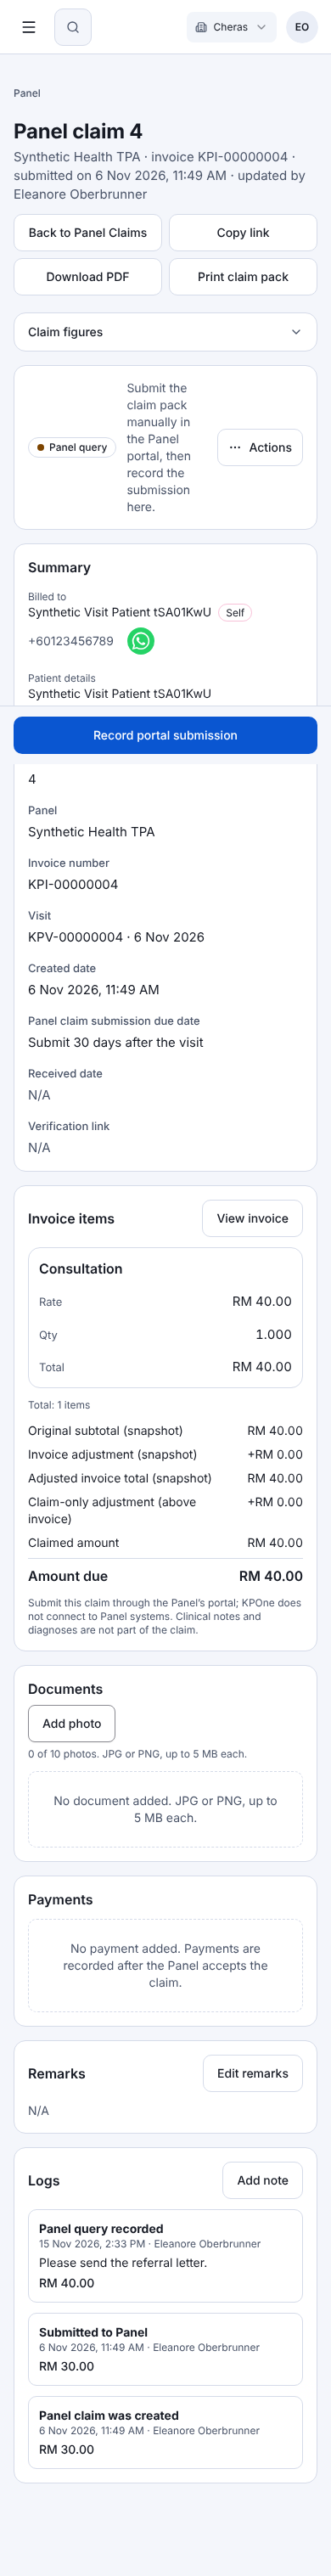 Cheras
EO
Panel
Panel claim 4
Synthetic Health TPA · invoice KPI-00000004 ·
submitted on 6 Nov 2026, 11:49 AM · updated by
Eleanore Oberbrunner
Back to Panel Claims
Copy link
Download PDF
Print claim pack
Claim figures
Panel query
Submit the
claim pack
manually in
the Panel
portal, then
record the
submission
here.
Actions
Summary
Billed to
Synthetic Visit Patient tSA01KwU Self
+60123456789
Patient details
Synthetic Visit Patient tSA01KwU
Record portal submission
4
Panel
Synthetic Health TPA
Invoice number
KPI-00000004
Visit
KPV-00000004 · 6 Nov 2026
Created date
6 Nov 2026, 11:49 AM
Panel claim submission due date
Submit 30 days after the visit
Received date
N/A
Verification link
N/A
Invoice items
View invoice
Consultation
Rate RM 40.00
Qty 1.000
Total RM 40.00
Total: 1 items
Original subtotal (snapshot) RM 40.00
Invoice adjustment (snapshot) +RM 0.00
Adjusted invoice total (snapshot) RM 40.00
Claim-only adjustment (above +RM 0.00
invoice)
Claimed amount RM 40.00
Amount due RM 40.00
Submit this claim through the Panel's portal; KPOne does
not connect to Panel systems. Clinical notes and
diagnoses are not part of the claim.
Documents
Add photo
0 of 10 photos. JPG or PNG, up to 5 MB each.
No document added. JPG or PNG, up to
5 MB each.
Payments
No payment added. Payments are
recorded after the Panel accepts the
claim.
Remarks
Edit remarks
N/A
Logs
Add note
Panel query recorded
15 Nov 2026, 2:33 PM · Eleanore Oberbrunner
Please send the referral letter.
RM 40.00
Submitted to Panel
6 Nov 2026, 11:49 AM · Eleanore Oberbrunner
RM 30.00
Panel claim was created
6 Nov 2026, 11:49 AM · Eleanore Oberbrunner
RM 30.00